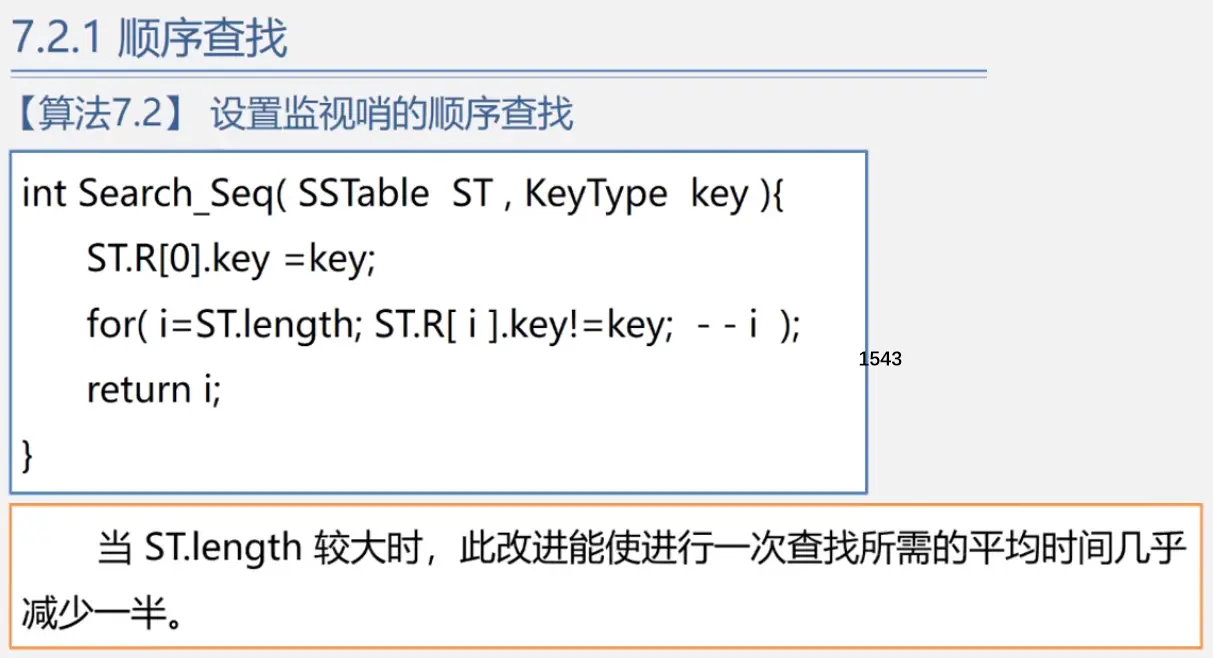 7.2.1 顺序查找
【算法7.2】 设置监视哨的顺序查找
int Search_Seq( SSTable  ST , KeyType  key ){
ST.R[0].key =key;
for( i=ST.length; ST.R[ i ].key!=key;  - - i  );
1543
return i;
}
当 ST.length 较大时，此改进能使进行一次查找所需的平均时间几乎
减少一半。